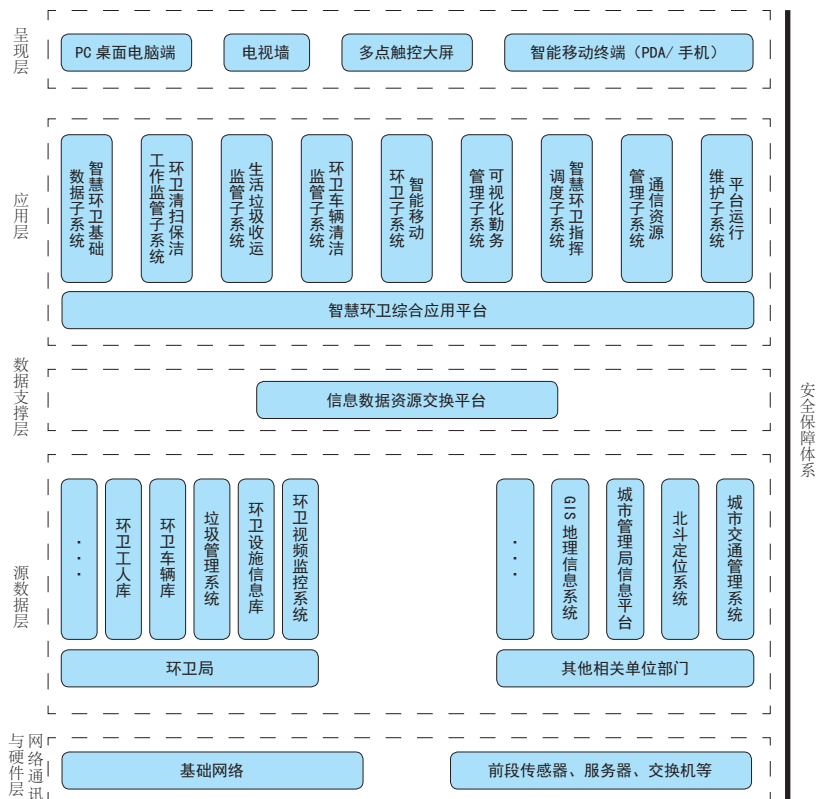 呈现层
PC 桌面电脑端
电视墙
多点触控大屏
智能移动终端（PDA/ 手机）
应用层
智慧环卫基础
数据子系统
环卫清扫保洁
工作监管子系统
生活垃圾收运
监管子系统
环卫车辆清洁
监管子系统
智能移动
环卫子系统
可视化勤务
管理子系统
智慧环卫指挥
调度子系统
通信资源
管理子系统
平台运行
维护子系统
智慧环卫综合应用平台
数据支撑层
信息数据资源交换平台
安全保障体系
源数据层
...
环卫工人库
环卫车辆库
垃圾管理系统
环卫设施信息库
环卫视频监控系统
环卫局
...
GIS 地理信息系统
城市管理局信息平台
北斗定位系统
城市交通管理系统
其他相关单位部门
网络通讯
与硬件层
基础网络
前段传感器、服务器、交换机等